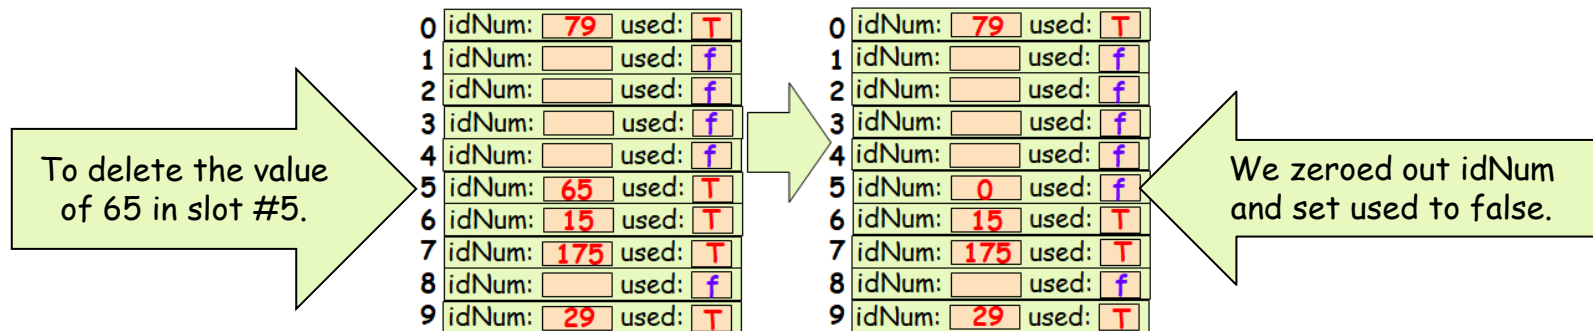 To delete the value
of 65 in slot #5.
0 idNum: 79 used: T
1 idNum: used: f
2 idNum: used: f
3 idNum: used: f
4 idNum: used: f
5 idNum: 65 used: T
6 idNum: 15 used: T
7 idNum: 175 used: T
8 idNum: used: f
9 idNum: 29 used: T
0 idNum: 79 used: T
1 idNum: used: f
2 idNum: used: f
3 idNum: used: f
4 idNum: used: f
5 idNum: 0 used: f
6 idNum: 15 used: T
7 idNum: 175 used: T
8 idNum: used: f
9 idNum: 29 used: T
We zeroed out idNum
and set used to false.